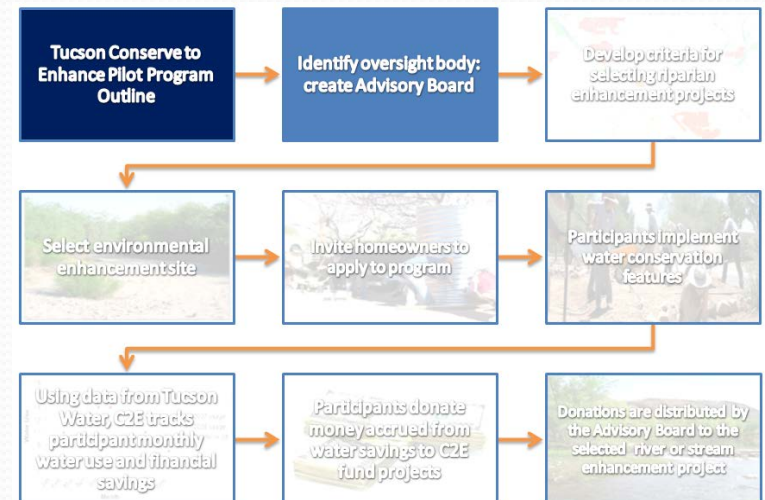 Tucson Conserve to
Enhance Pilot Program
Outline
Identify oversight body:
create Advisory Board
Develop criteria for
selecting riparian
enhancement projects
Select environmental
enhancement site
Invite homeowners to
apply to program
Participants implement
water conservation
features
Using data from Tucson
Water, C2E tracks
participant monthly
water use and financial
savings
Participants donate
money accrued from
water savings to C2E
fund projects
Donations are distributed by
the Advisory Board to the
selected river or stream
enhancement project